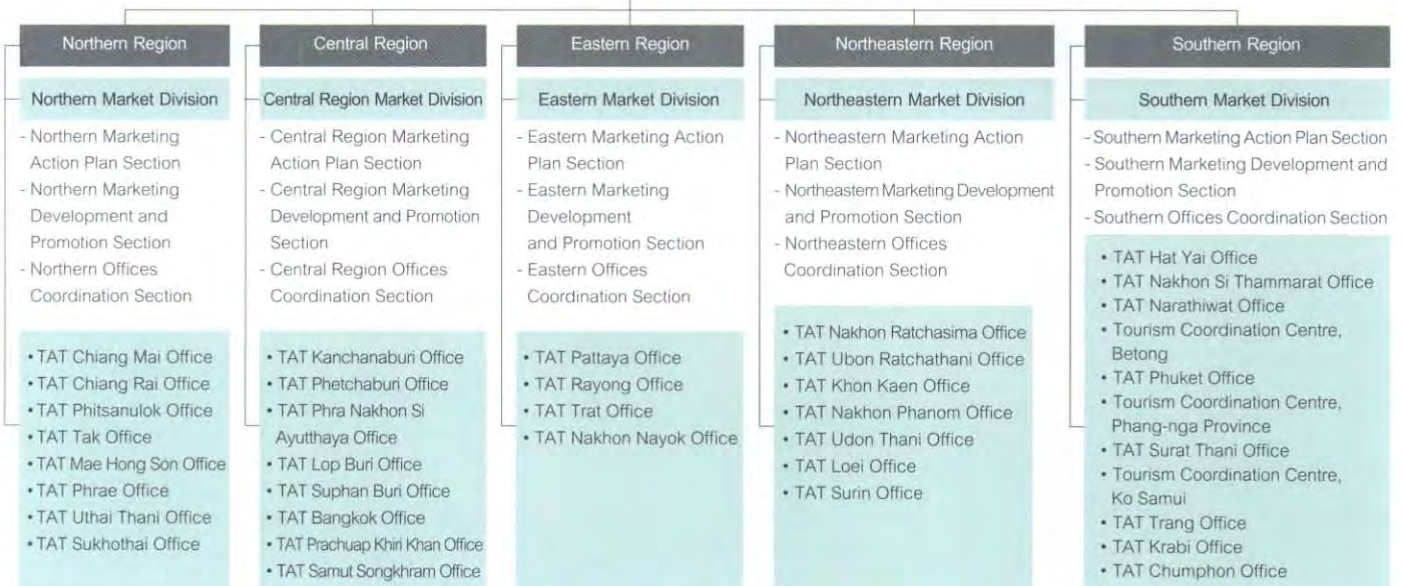 Northern Region
Northern Market Division
- Northern Marketing
Action Plan Section
- Northern Marketing
Development and
Promotion Section
- Northern Offices
Coordination Section
• TAT Chiang Mai Office
• TAT Chiang Rai Office
• TAT Phitsanulok Office
• TAT Tak Office
• TAT Mae Hong Son Office
• TAT Phrae Office
• TAT Uthai Thani Office
• TAT Sukhothai Office
Central Region
Central Region Market Division
- Central Region Marketing
Action Plan Section
- Central Region Marketing
Development and Promotion
Section
- Central Region Offices
Coordination Section
• TAT Kanchanaburi Office
• TAT Phetchaburi Office
• TAT Phra Nakhon Si
Ayutthaya Office
• TAT Lop Buri Office
• TAT Suphan Buri Office
• TAT Bangkok Office
• TAT Prachuap Khiri Khan Office
• TAT Samut Songkhram Office
Eastern Region
Eastern Market Division
- Eastern Marketing Action
Plan Section
- Eastern Marketing
Development
and Promotion Section
- Eastern Offices
Coordination Section
• TAT Pattaya Office
• TAT Rayong Office
• TAT Trat Office
• TAT Nakhon Nayok Office
Northeastern Region
Northeastern Market Division
- Northeastern Marketing Action
Plan Section
- Northeastern Marketing Development
and Promotion Section
- Northeastern Offices
Coordination Section
• TAT Nakhon Ratchasima Office
• TAT Ubon Ratchathani Office
• TAT Khon Kaen Office
• TAT Nakhon Phanom Office
• TAT Udon Thani Office
• TAT Loei Office
• TAT Surin Office
Southern Region
Southern Market Division
- Southern Marketing Action Plan Section
- Southern Marketing Development and
Promotion Section
- Southern Offices Coordination Section
• TAT Hat Yai Office
• TAT Nakhon Si Thammarat Office
• TAT Narathiwat Office
• Tourism Coordination Centre,
Betong
• TAT Phuket Office
• Tourism Coordination Centre,
Phang-nga Province
• TAT Surat Thani Office
• Tourism Coordination Centre,
Ko Samui
• TAT Trang Office
• TAT Krabi Office
• TAT Chumphon Office